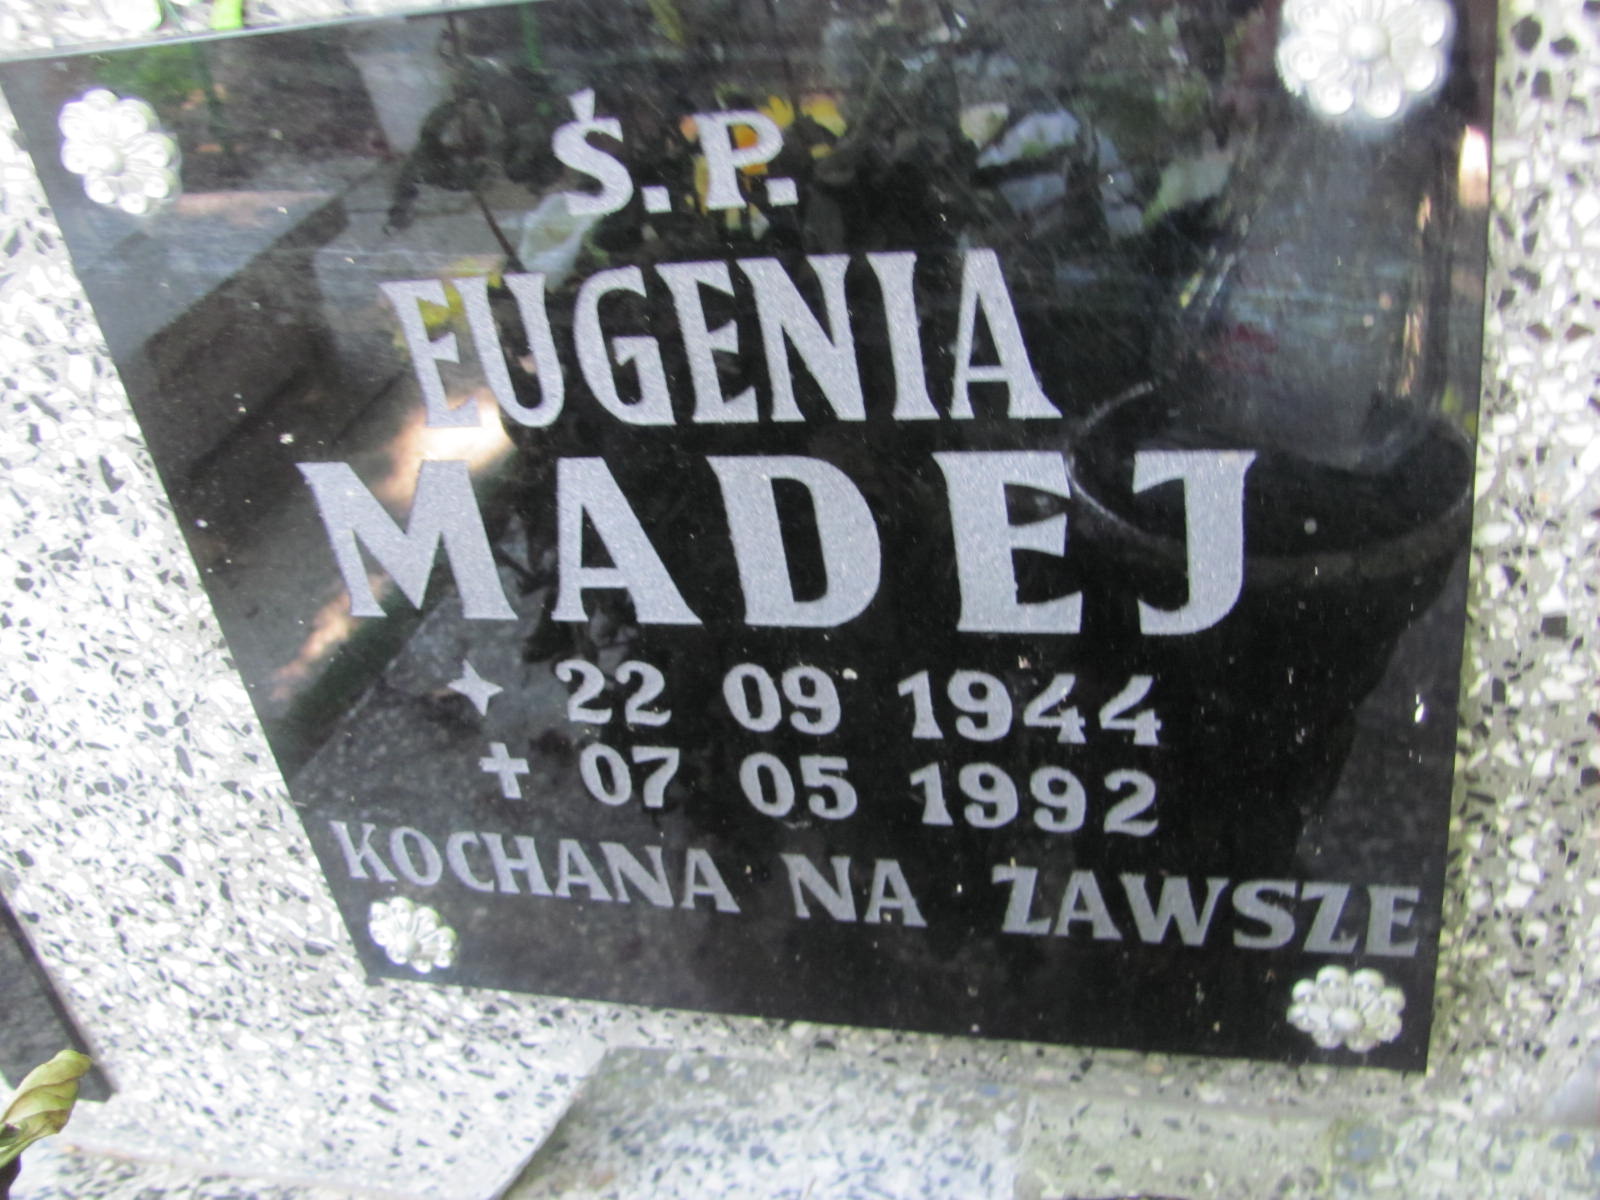 Ś. P.
EUGENIA
MADEJ
22 09 1944
07 05 1992
KOCHANA NA ZAWSZE